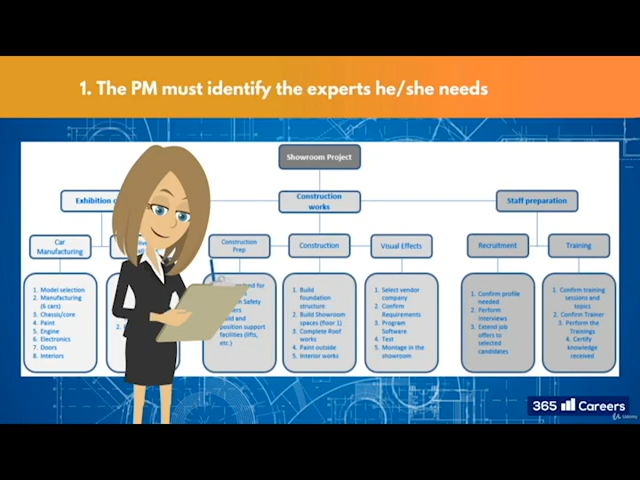 1. The PM must identify the experts he/she needs
Showroom Project
Exhibition
Construction
works
Staff preparation
Car
Manufacturing
Construction
Prep
Construction
Visual Effects
Recruitment
Training
1. Model selection
2. Manufacturing
(6 cars)
3. Chassis/core
4. Paint
5. Engine
6. Electronics
7. Doors
8. Interiors
for
Safety
and
support
facilities (lifts,
etc.)
1. Build
foundation
structure
2. Build Showroom
spaces (floor 1)
3. Complete Roof
works
4. Paint outside
5. Interior works
1. Select vendor
company
2. Confirm
Requirements
3. Program
Software
4. Test
5. Montage in the
showroom
1. Confirm profile
needed
2. Perform
interviews
3. Extend job
offers to
selected
candidates
1. Confirm training
sessions and
topics
2. Confirm Trainer
3. Perform the
Trainings
4. Certify
knowledge
received
365 Careers
Udemy